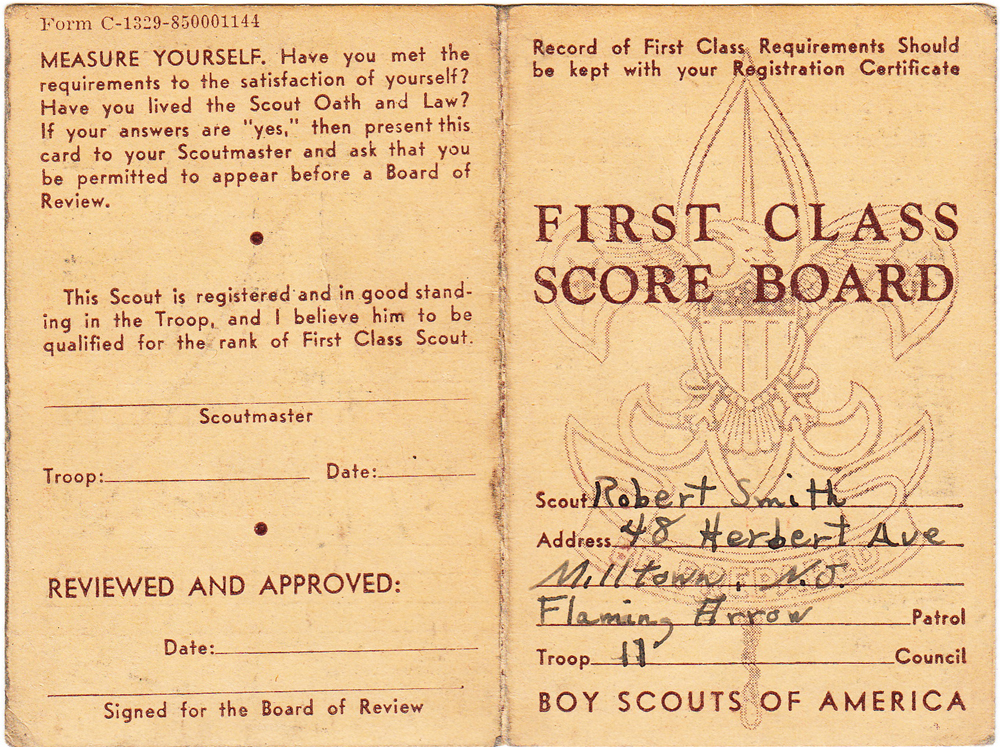 Form C-1329-850001144
MEASURE YOURSELF. Have you met the
requirements to the satisfaction of yourself?
Have you lived the Scout Oath and Law?
If your answers are "yes," then present this
card to your Scoutmaster and ask that you
be permitted to appear before a Board of
Review.
This Scout is registered and in good stand-
ing in the Troop, and I believe him to be
qualified for the rank of First Class Scout.
Scoutmaster
Troop: Date:
REVIEWED AND APPROVED:
Date:
Signed for the Board of Review
Record of First Class Requirements Should
be kept with your Registration Certificate
FIRST CLASS
SCORE BOARD
Scout Robert Smith
Address 48 Herbert Ave
Milltown, N.J.
Flaming Arrow Patrol
Troop 11 Council
BOY SCOUTS OF AMERICA